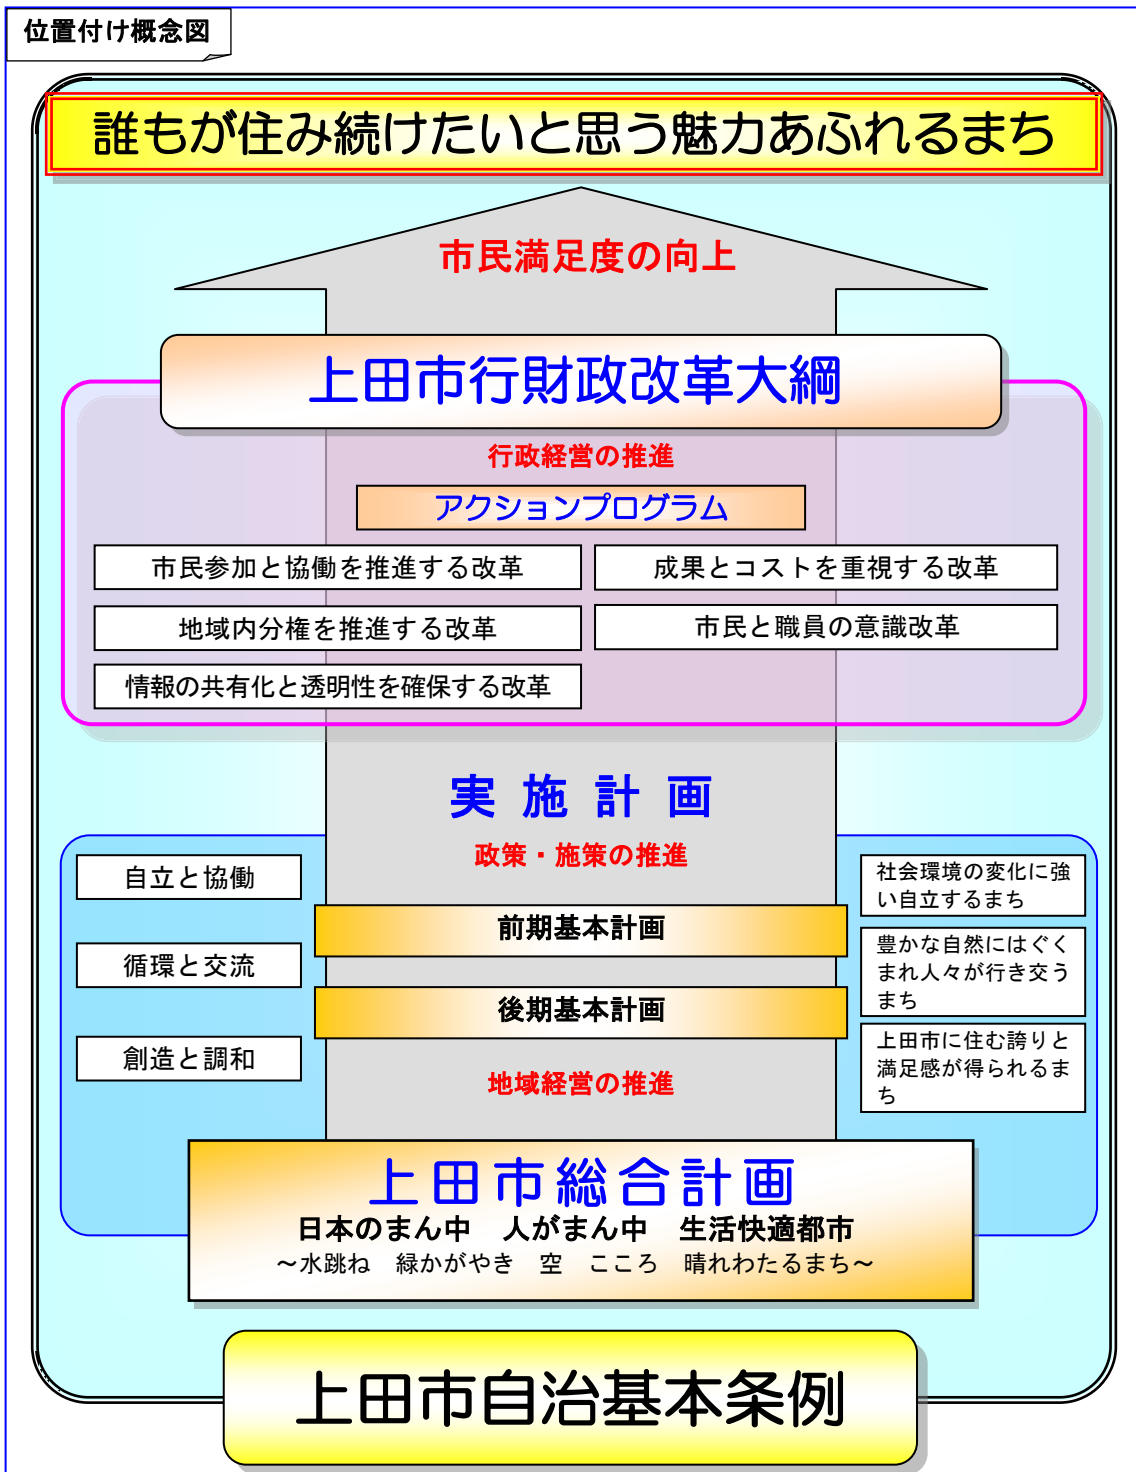 位置付け概念図
誰もが住み続けたいと思う魅力あふれるまち
市民満足度の向上
上田市行財政改革大綱
行政経営の推進
アクションプログラム
市民参加と協働を推進する改革
成果とコストを重視する改革
地域内分権を推進する改革
市民と職員の意識改革
情報の共有化と透明性を確保する改革
実施計画
政策・施策の推進
自立と協働
循環と交流
創造と調和
前期基本計画
後期基本計画
地域経営の推進
社会環境の変化に強
い自立するまち
豊かな自然にはぐく
まれ人々が行き交う
まち
上田市に住む誇りと
満足感が得られるま
ち
上田市総合計画
日本のまん中　人がまん中　生活快適都市
～水跳ね　緑かがやき　空　こころ　晴れわたるまち～
上田市自治基本条例